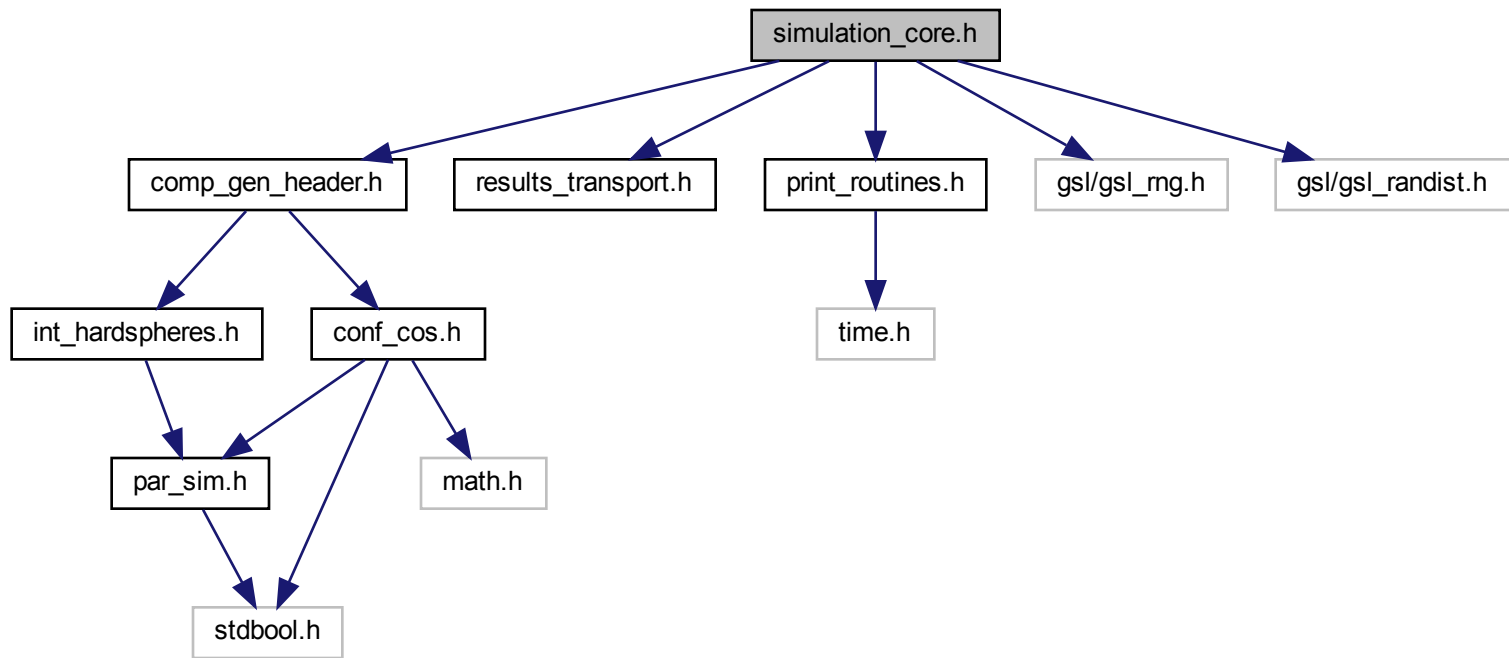 simulation_core.h
comp_gen_header.h
results_transport.h
print_routines.h
gsl/gsl_rng.h
gsl/gsl_randist.h
int_hardspheres.h
conf_cos.h
time.h
par_sim.h
math.h
stdbool.h